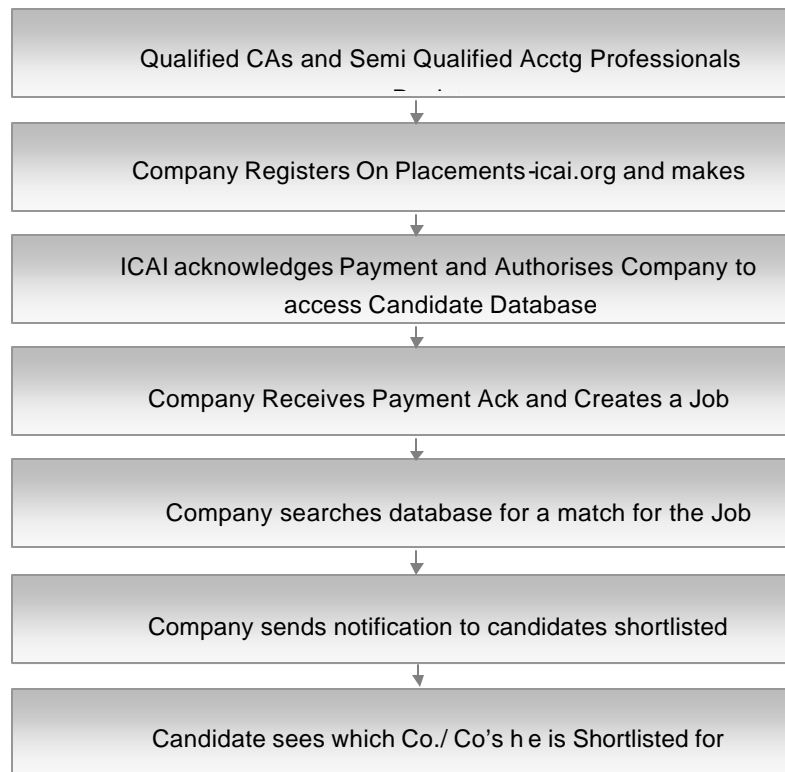 Qualified CAs and Semi Qualified Acctg Professionals
Company Registers On Placements-icai.org and makes
ICAI acknowledges Payment and Authorises Company to
access Candidate Database
Company Receives Payment Ack and Creates a Job
Company searches database for a match for the Job
Company sends notification to candidates shortlisted
Candidate sees which Co./ Co’s h e is Shortlisted for